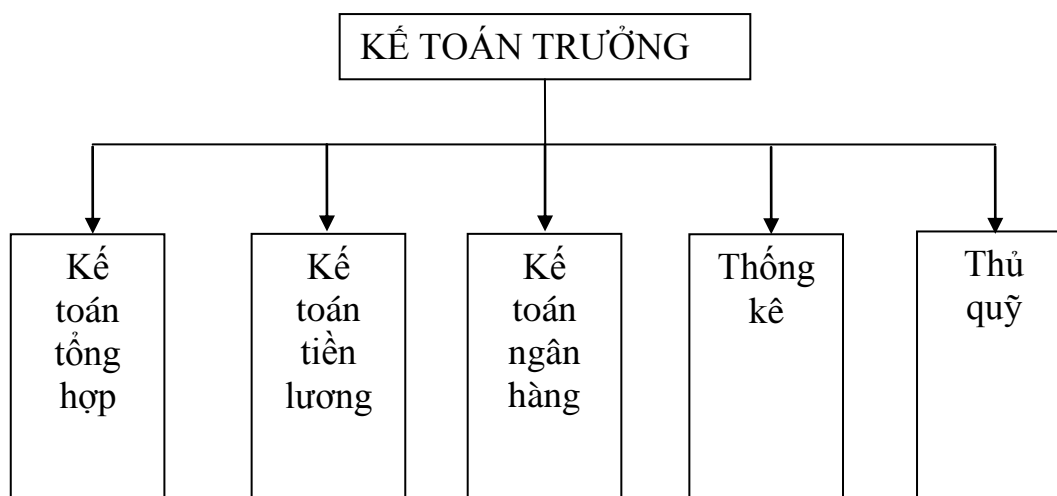 KẾ TOÁN TRƯỞNG
Kế
toán
tổng
hợp
Kế
toán
tiền
lương
Kế
toán
ngân
hàng
Thống
kê
Thủ
quỹ